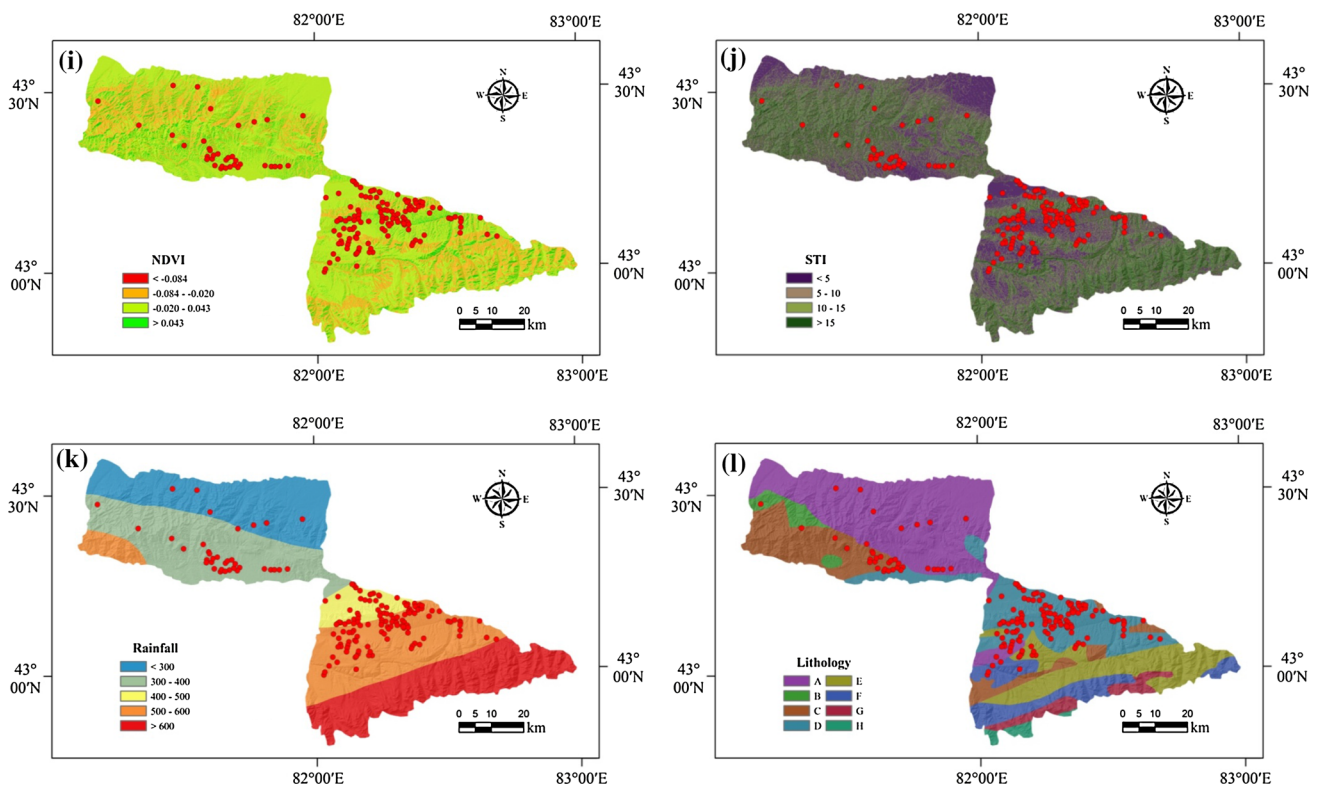 82°00′E 83°00′E 82°00′E 83°00′E
(i) (j)
43° 30′N 43° 30′N 43° 30′N 43° 30′N
N W E S N W E S
NDVI
< -0.084
-0.084 - -0.020
-0.020 - 0.043
> 0.043
43° 00′N 43° 00′N
0 5 10 20 km
STI
< 5
5 - 10
10 - 15
> 15
43° 00′N 43° 00′N
0 5 10 20 km
82°00′E 83°00′E 82°00′E 83°00′E
82°00′E 83°00′E 82°00′E 83°00′E
(k) (l)
43° 30′N 43° 30′N 43° 30′N 43° 30′N
N W E S N W E S
Rainfall
< 300
300 - 400
400 - 500
500 - 600
> 600
43° 00′N 43° 00′N
0 5 10 20 km
Lithology
A E
B F
C G
D H
43° 00′N 43° 00′N
0 5 10 20 km
82°00′E 83°00′E 82°00′E 83°00′E